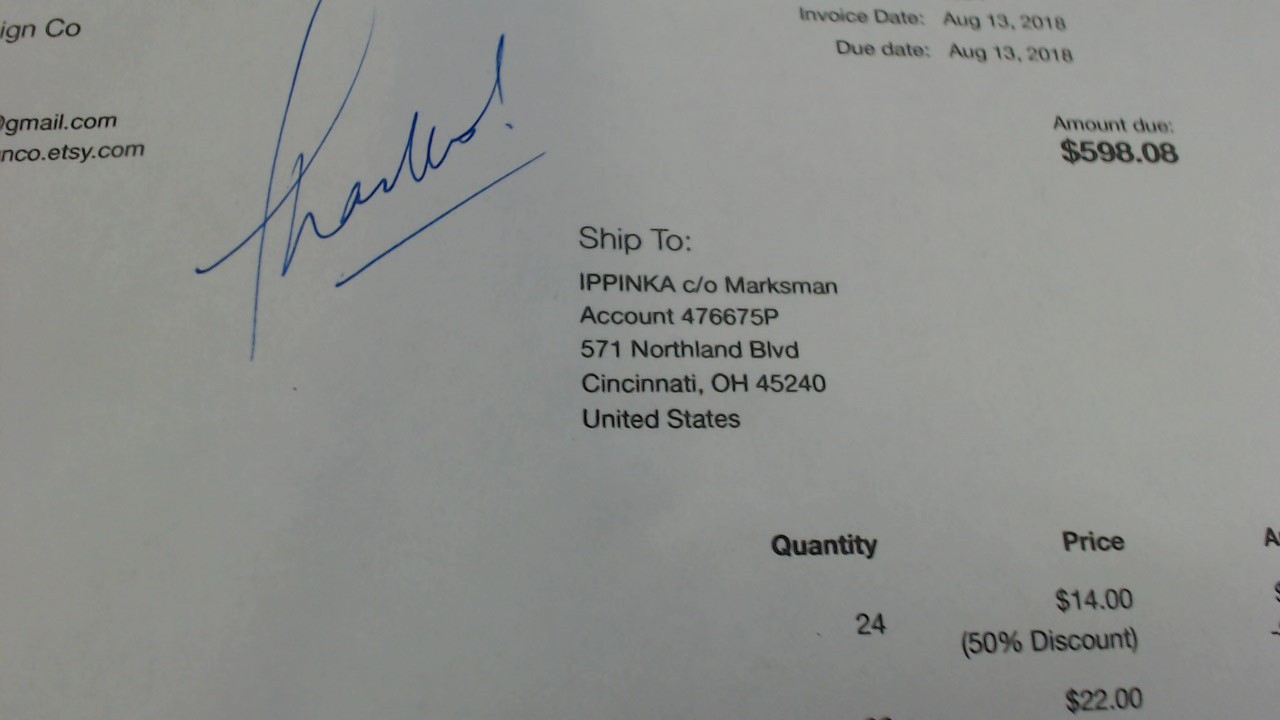 ign Co
Invoice Date: Aug 13, 2018
Due date: Aug 13, 2018
@gmail.com
nco.etsy.com
Thanks!
Amount due:
$598.08
Ship To:
IPPINKA c/o Marksman
Account 476675P
571 Northland Blvd
Cincinnati, OH 45240
United States
Quantity Price
24 $14.00
(50% Discount)
$22.00